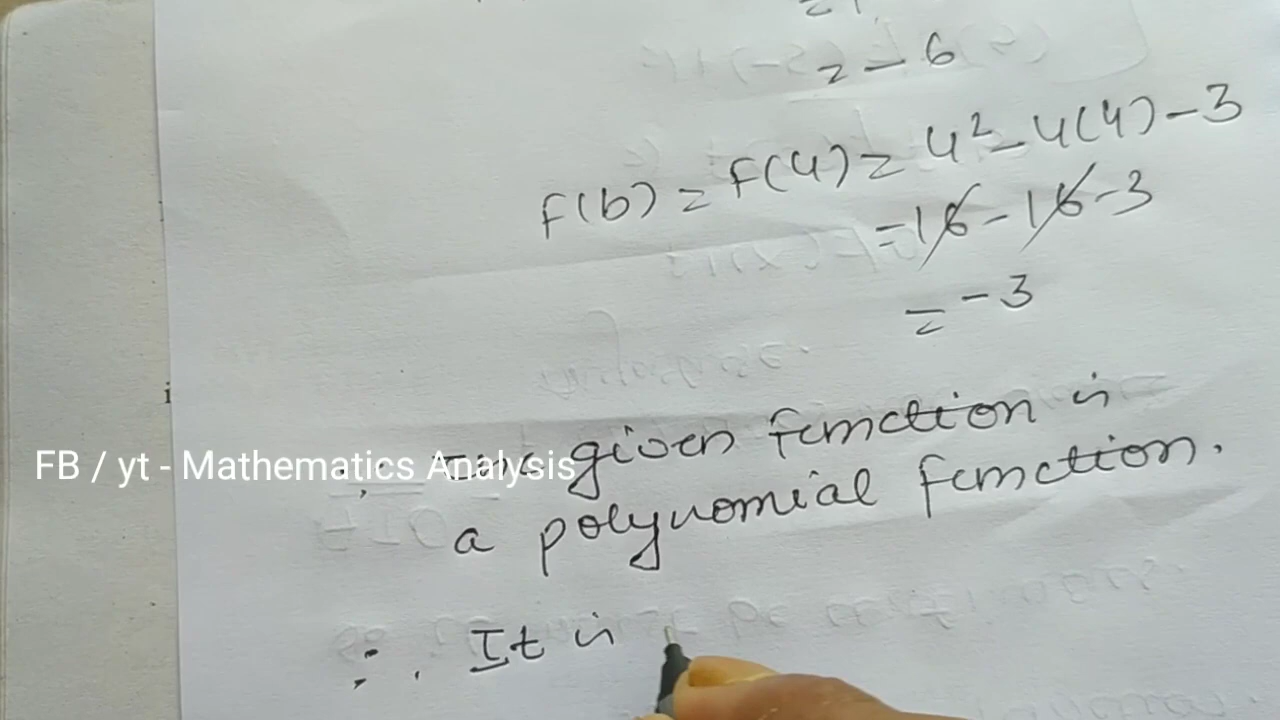 = - 6
f(b) = f(4) = 4² - 4(4) - 3
= 16 - 16 - 3
= - 3
given function is
FB / yt - Mathematics Analysis
a polynomial function.
∴ It is